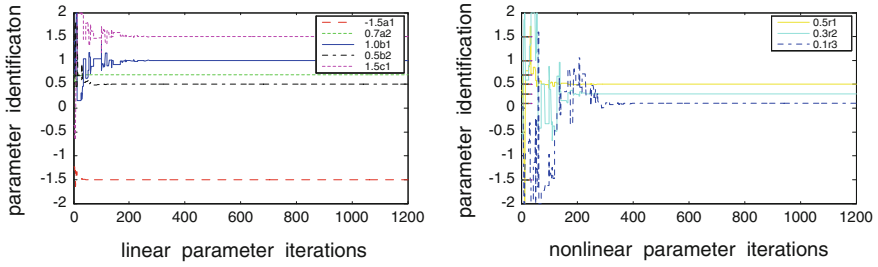 2
1.5
1
0.5
0
-0.5
-1
-1.5
-2
parameter identificaton
0
200
400
600
800
1000
1200
linear parameter iterations
-1.5a1
0.7a2
1.0b1
0.5b2
1.5c1
2
1.5
1
0.5
0
-0.5
-1
-1.5
-2
parameter identification
0
200
400
600
800
1000
1200
nonlinear parameter iterations
0.5r1
0.3r2
0.1r3